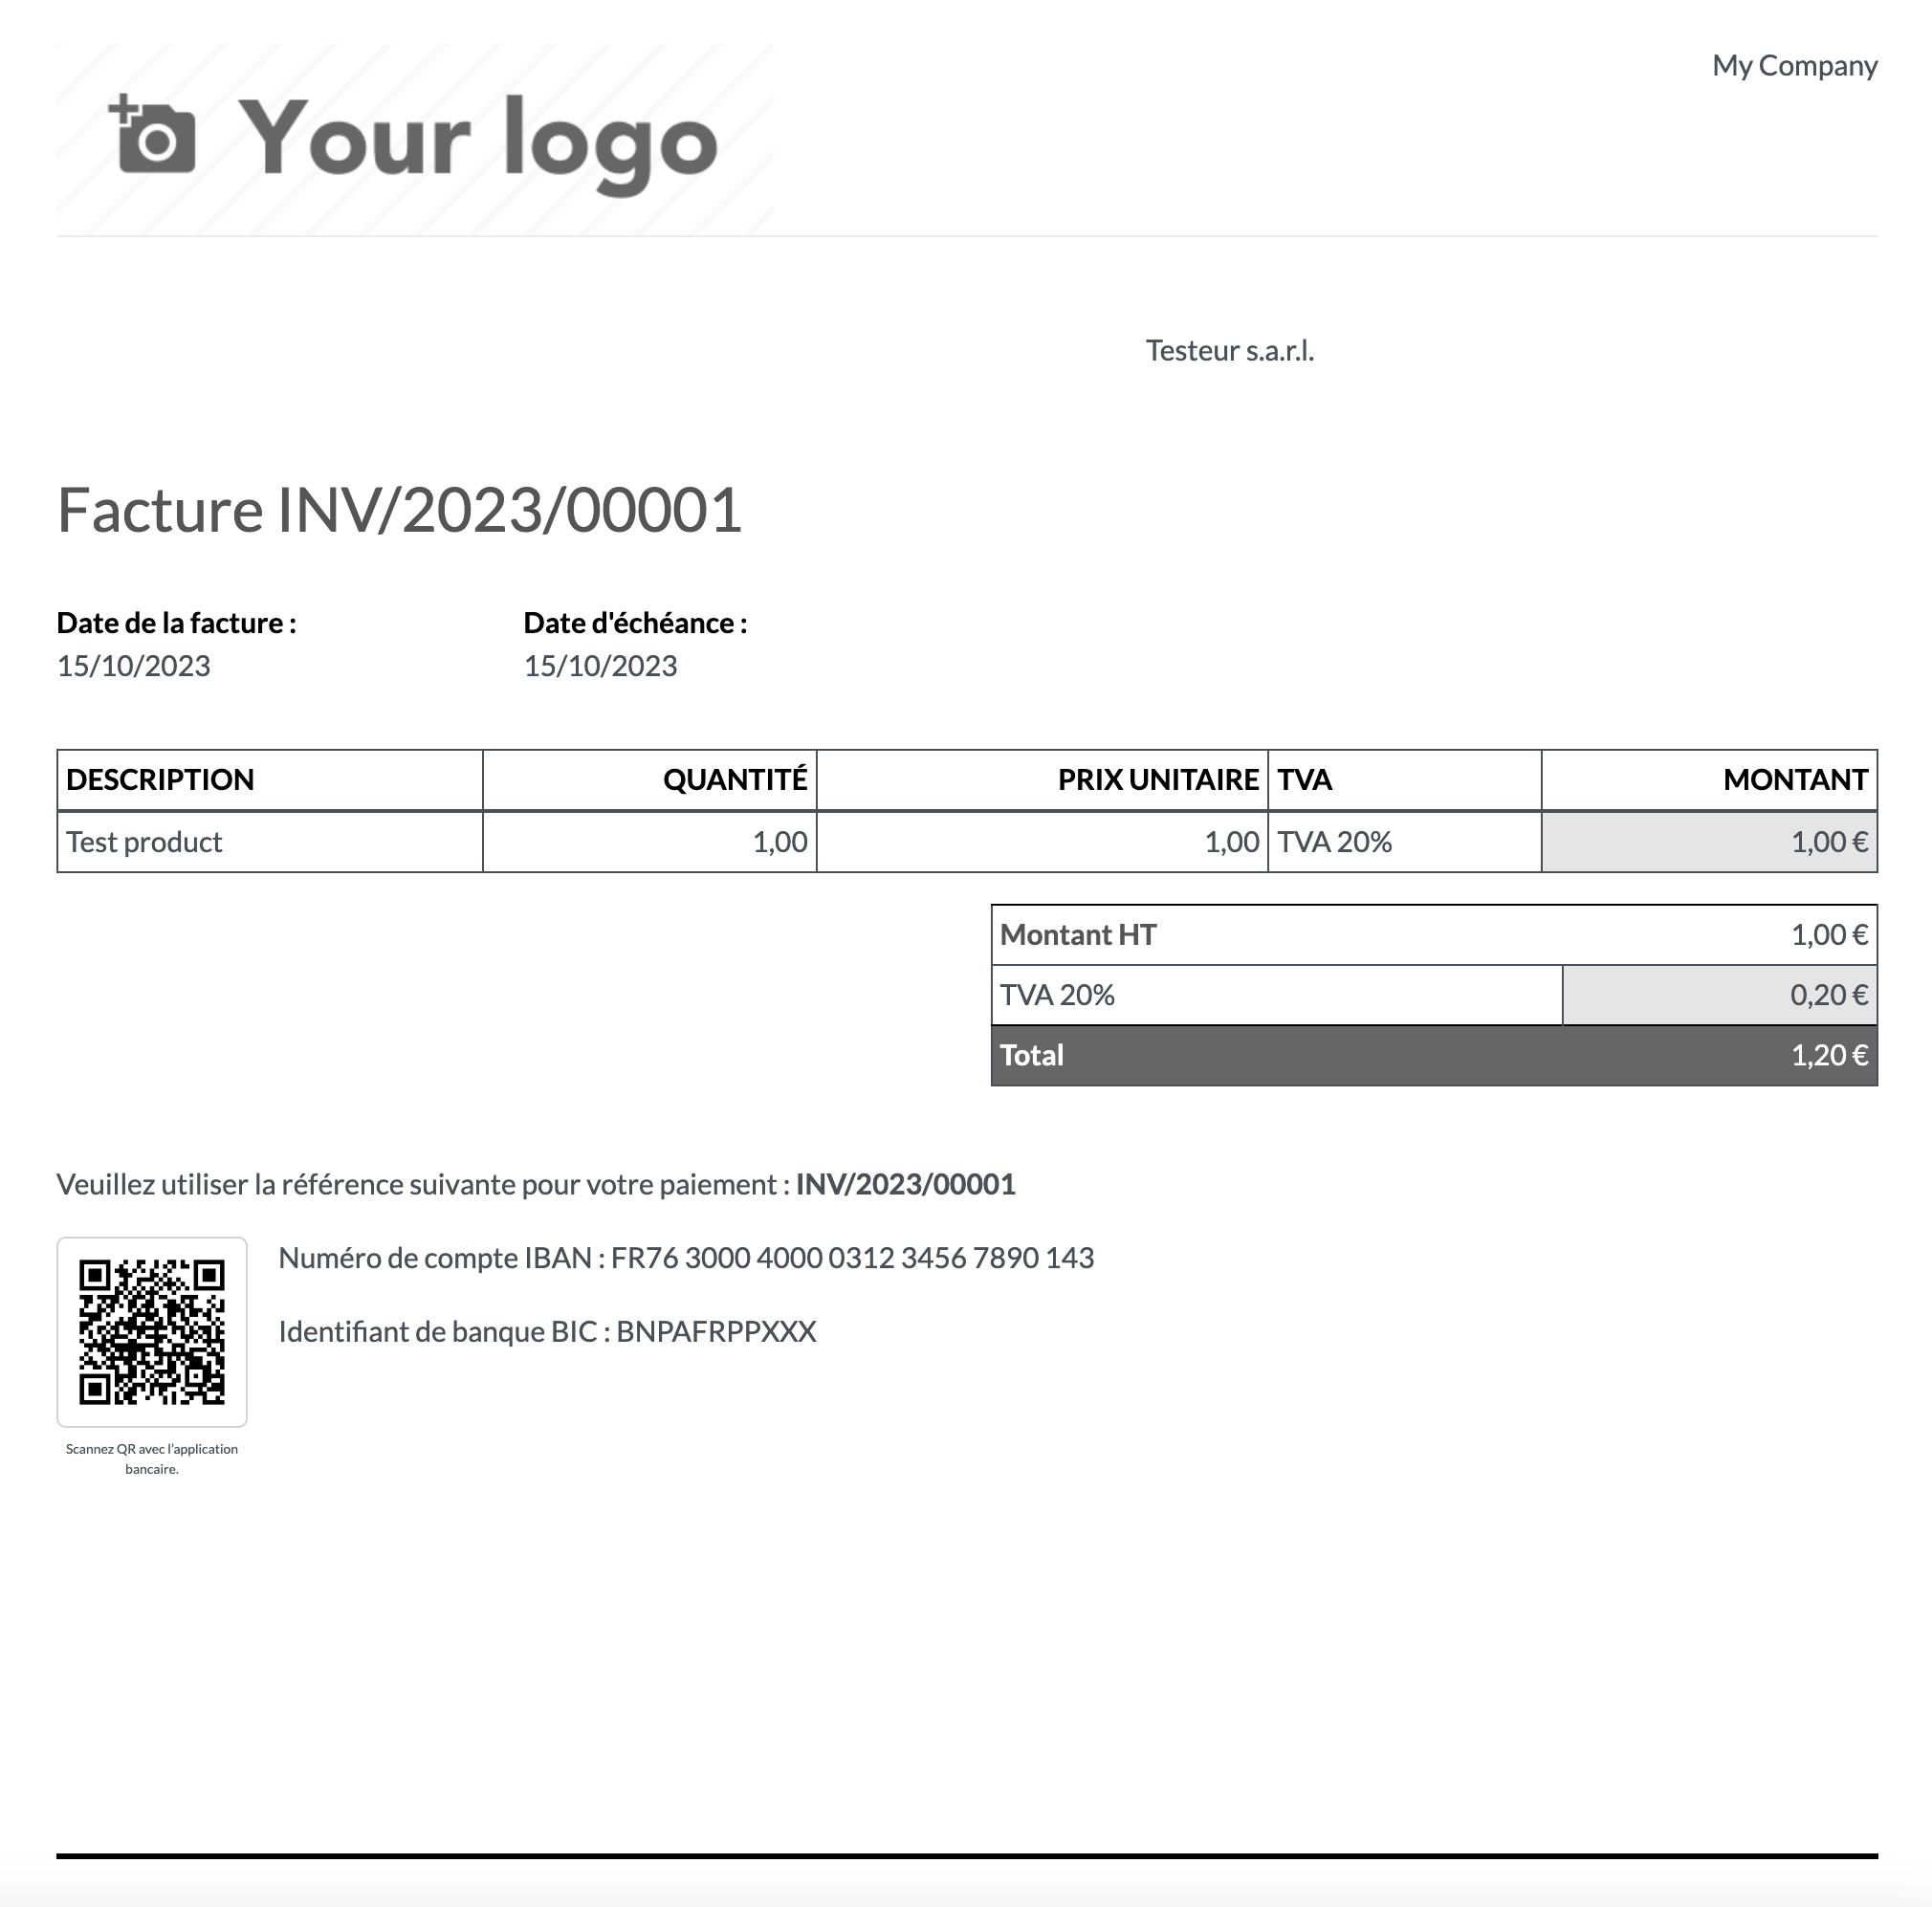 Your logo
My Company
Testeur s.a.r.l.
Facture INV/2023/00001
Date de la facture : Date d'échéance :
15/10/2023 15/10/2023
DESCRIPTION QUANTITÉ PRIX UNITAIRE TVA MONTANT
Test product 1,00 1,00 TVA 20% 1,00 €
Montant HT 1,00 €
TVA 20% 0,20 €
Total 1,20 €
Veuillez utiliser la référence suivante pour votre paiement : INV/2023/00001
Numéro de compte IBAN : FR76 3000 4000 0312 3456 7890 143
Identifiant de banque BIC : BNPAFRPPXXX
Scannez QR avec l'application
bancaire.